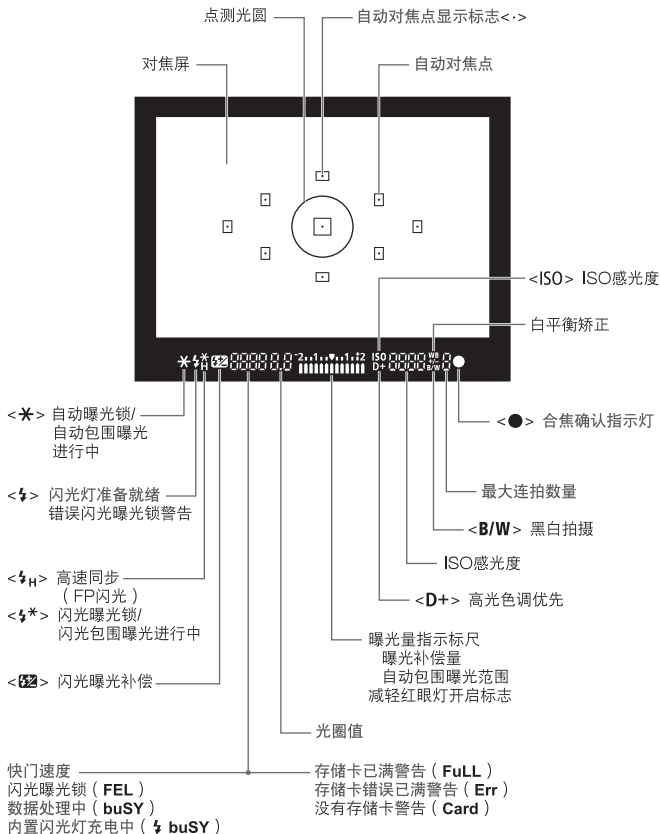 点测光圆
自动对焦点显示标志<·>
对焦屏
自动对焦点
<ISO> ISO感光度
白平衡矫正
-2..1..▼..1..+2 ISO WB
H D+ +/- B/W
<✱> 自动曝光锁/
自动包围曝光
进行中
<●> 合焦确认指示灯
<⚡> 闪光灯准备就绪
错误闪光曝光锁警告
最大连拍数量
<B/W> 黑白拍摄
ISO感光度
<⚡H> 高速同步
(FP闪光)
<D+> 高光色调优先
<⚡*> 闪光曝光锁/
闪光包围曝光进行中
曝光量指示标尺
曝光补偿量
自动包围曝光范围
减轻红眼灯开启标志
<⚡±> 闪光曝光补偿
光圈值
快门速度
闪光曝光锁(FEL)
数据处理中(buSY)
内置闪光灯充电中(⚡ buSY)
存储卡已满警告(FuLL)
存储卡错误已满警告(Err)
没有存储卡警告(Card)